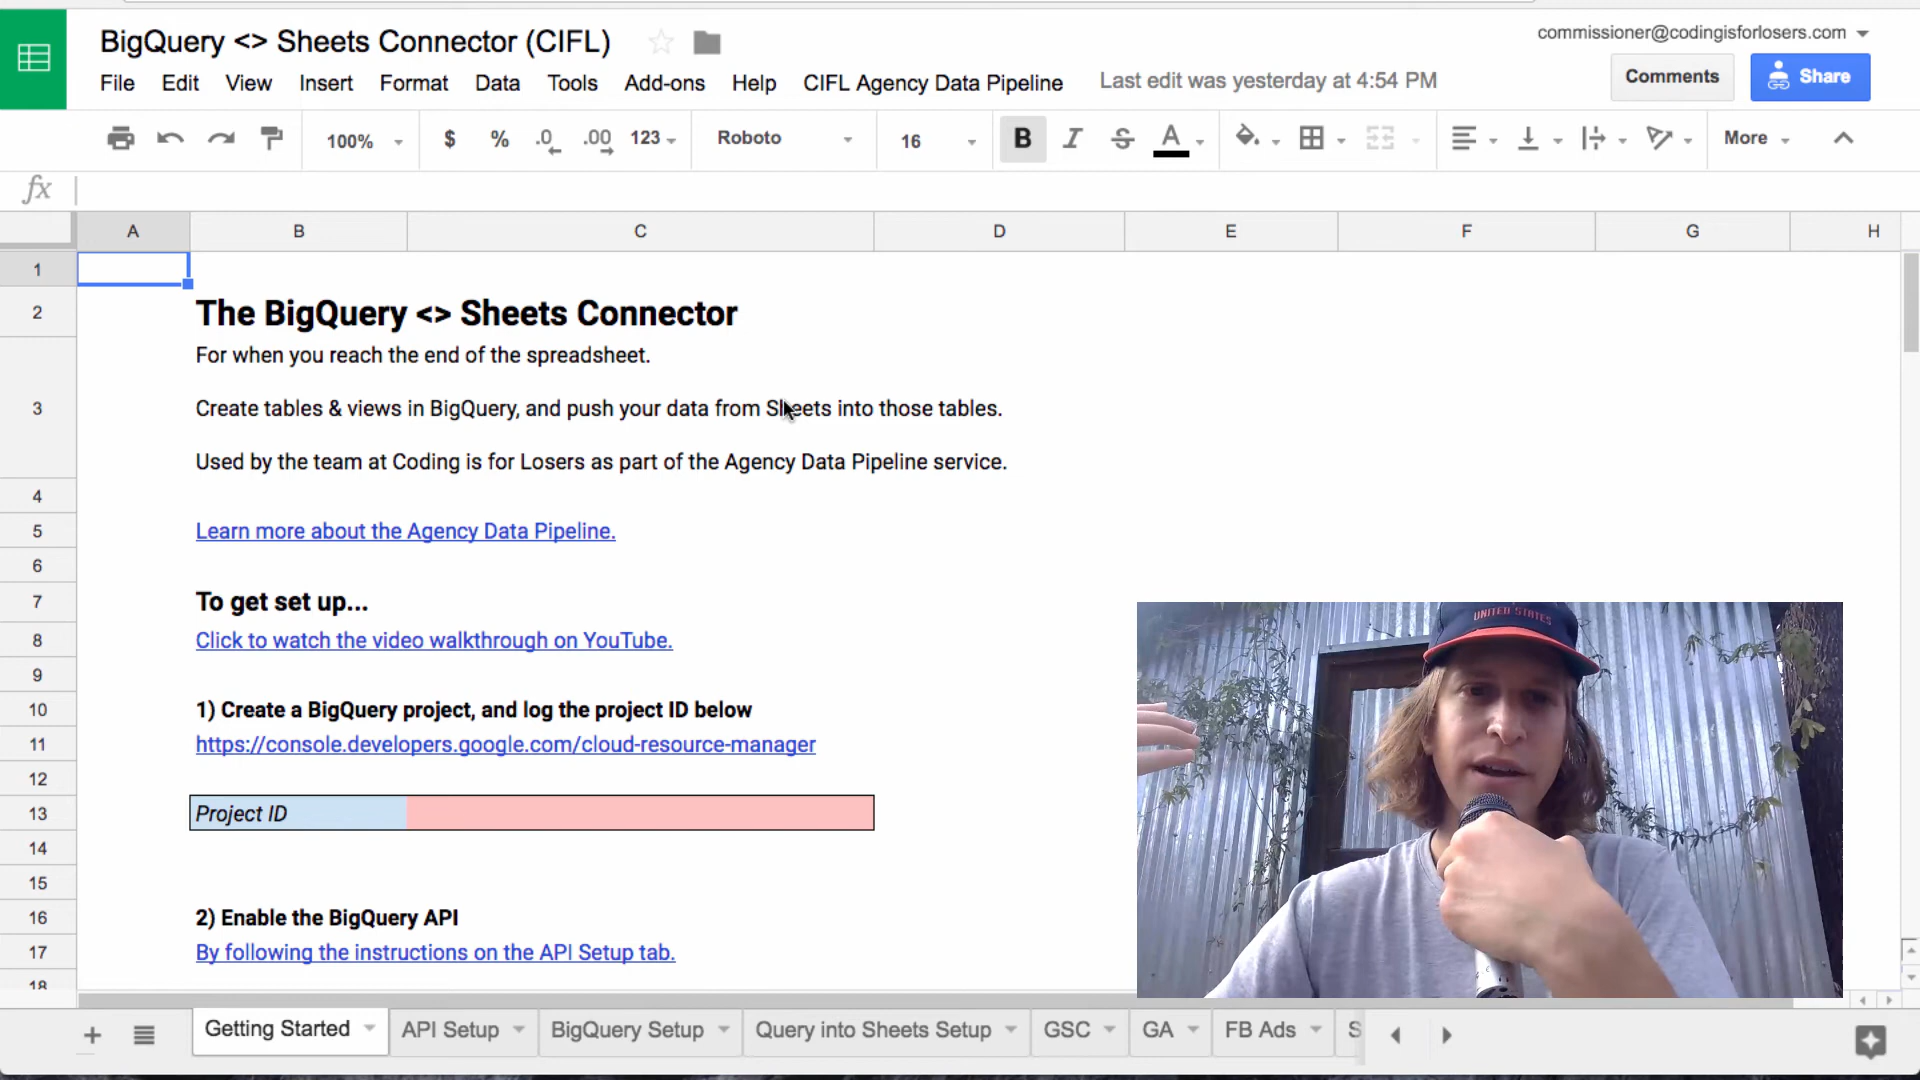 BigQuery <> Sheets Connector (CIFL)
commissioner@codingisforlosers.com
File Edit View Insert Format Data Tools Add-ons Help CIFL Agency Data Pipeline
Last edit was yesterday at 4:54 PM
Comments
Share
100% $ % .0 .00 123 Roboto 16 B I S A More
fx
A B C D E F G H
1
2 The BigQuery <> Sheets Connector
For when you reach the end of the spreadsheet.
3 Create tables & views in BigQuery, and push your data from Sheets into those tables.
Used by the team at Coding is for Losers as part of the Agency Data Pipeline service.
4
5 Learn more about the Agency Data Pipeline.
6
7 To get set up...
8 Click to watch the video walkthrough on YouTube.
9
10 1) Create a BigQuery project, and log the project ID below
11 https://console.developers.google.com/cloud-resource-manager
12
13 Project ID
14
15
16 2) Enable the BigQuery API
17 By following the instructions on the API Setup tab.
18
UNITED STATES
Getting Started API Setup BigQuery Setup Query into Sheets Setup GSC GA FB Ads S